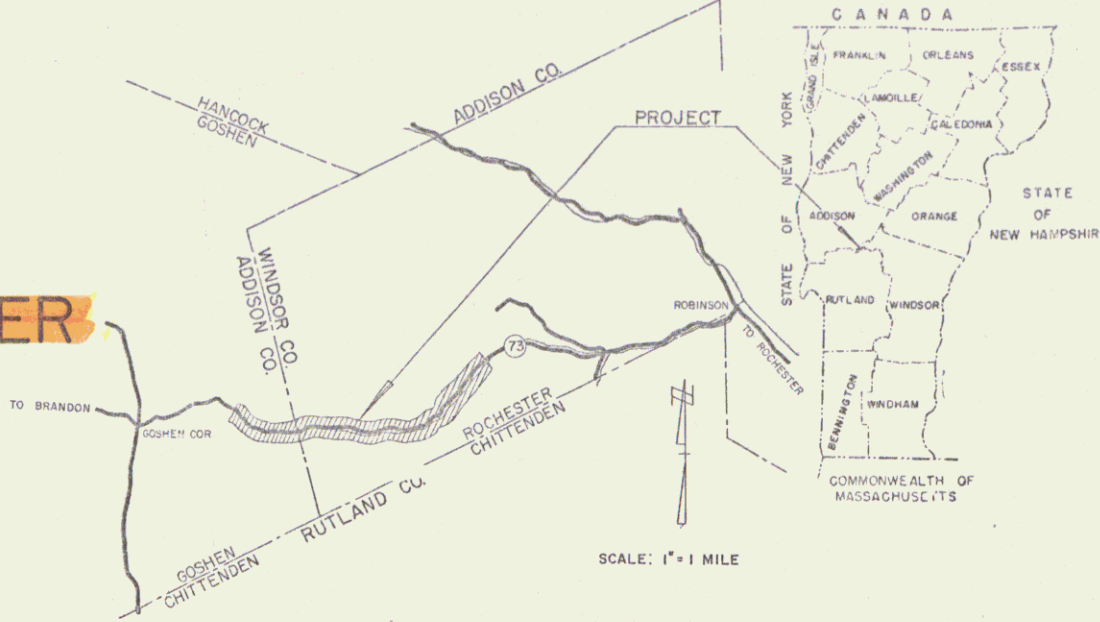 CANADA
FRANKLIN
ORLEANS
ESSEX
GRAND ISLE
LAMOILLE
CALEDONIA
CHITTENDEN
WASHINGTON
ADDISON
ORANGE
RUTLAND
WINDSOR
BENNINGTON
WINDHAM
STATE OF NEW YORK
STATE
OF
NEW HAMPSHIR
COMMONWEALTH OF
MASSACHUSETTS
HANCOCK
GOSHEN
ADDISON CO.
PROJECT
WINDSOR CO.
ADDISON CO.
ER
ROBINSON
TO ROCHESTER
73
TO BRANDON
GOSHEN COR
ROCHESTER
CHITTENDEN
RUTLAND CO.
GOSHEN
CHITTENDEN
N
SCALE: 1" = 1 MILE